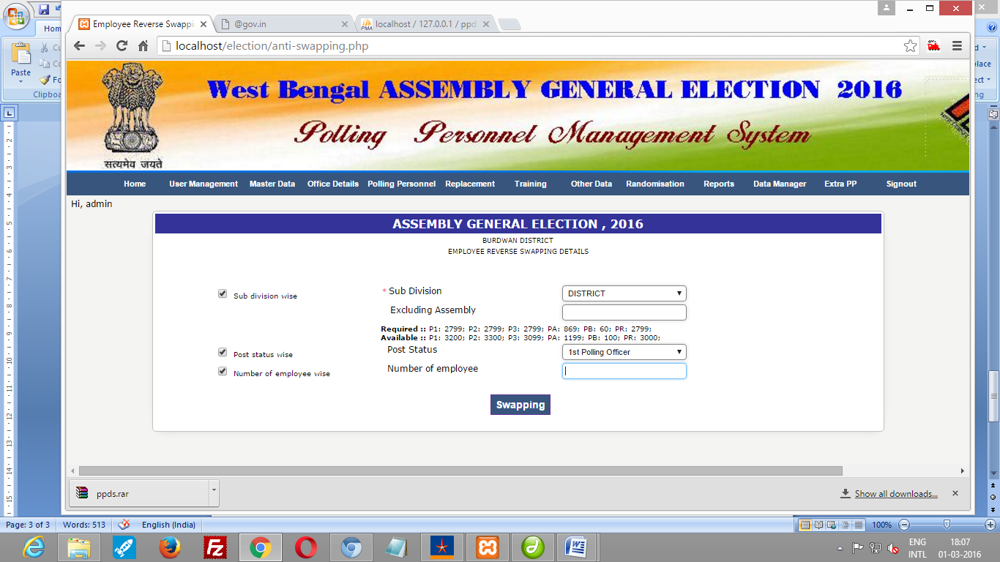 Home
Paste
Clipboa
Employee Reverse Swappi
@gov.in
localhost / 127.0.0.1 / ppd
localhost/election/anti-swapping.php
सत्यमेव जयते
West Bengal ASSEMBLY GENERAL ELECTION 2016
Polling Personnel Management System
Home User Management Master Data Office Details Polling Personnel Replacement Training Other Data Randomisation Reports Data Manager Extra PP Signout
Hi, admin
ASSEMBLY GENERAL ELECTION , 2016
BURDWAN DISTRICT
EMPLOYEE REVERSE SWAPPING DETAILS
Sub division wise * Sub Division DISTRICT
Excluding Assembly
Required :: P1: 2799; P2: 2799; P3: 2799; PA: 869; PB: 60; PR: 2799;
Available :: P1: 3200; P2: 3300; P3: 3099; PA: 1199; PB: 100; PR: 3000;
Post status wise Post Status 1st Polling Officer
Number of employee wise Number of employee
Swapping
ppds.rar Show all downloads...
Page: 3 of 3 Words: 513 English (India) 100%
ENG 18:07
INTL 01-03-2016